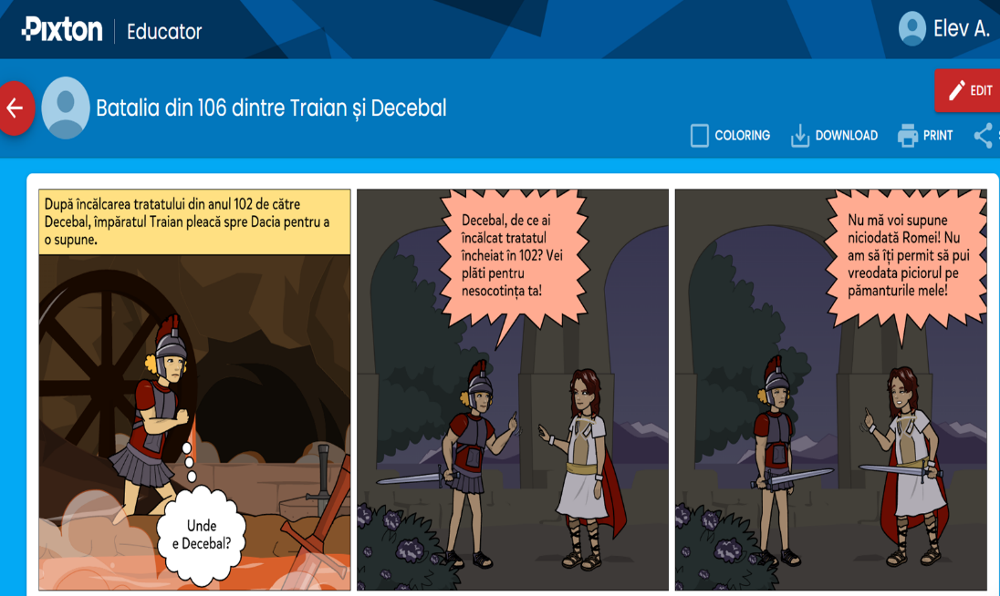 Pixton
Educator
Elev A.
Batalia din 106 dintre Traian și Decebal
EDIT
COLORING
DOWNLOAD
PRINT
După încălcarea tratatului din anul 102 de către
Decebal, împăratul Traian pleacă spre Dacia pentru a
o supune.
Unde
e Decebal?
Decebal, de ce ai
încălcat tratatul
încheiat în 102? Vei
plăti pentru
nesocotința ta!
Nu mă voi supune
niciodată Romei! Nu
am să îți permit să pui
vreodata piciorul pe
pămanturile mele!